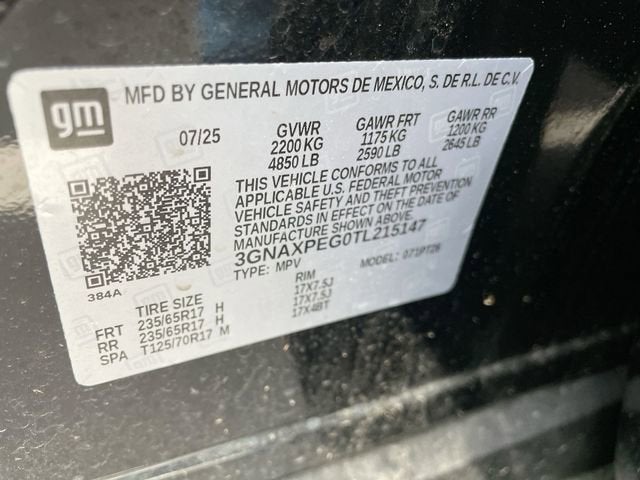 gm
MFD BY GENERAL MOTORS DE MEXICO, S. DE R.L. DE C.V.
07/25 GVWR GAWR FRT GAWR RR
2200 KG 1175 KG 1200 KG
4850 LB 2590 LB 2645 LB
THIS VEHICLE CONFORMS TO ALL
APPLICABLE U.S. FEDERAL MOTOR
VEHICLE SAFETY AND THEFT PREVENTION
STANDARDS IN EFFECT ON THE DATE OF
MANUFACTURE SHOWN ABOVE.
3GNAXPEG0TL215147
TYPE: MPV MODEL: 071PT26
384A
TIRE SIZE RIM
FRT 235/65R17 H 17X7.5J
RR 235/65R17 H 17X7.5J
SPA T125/70R17 M 17X4BT